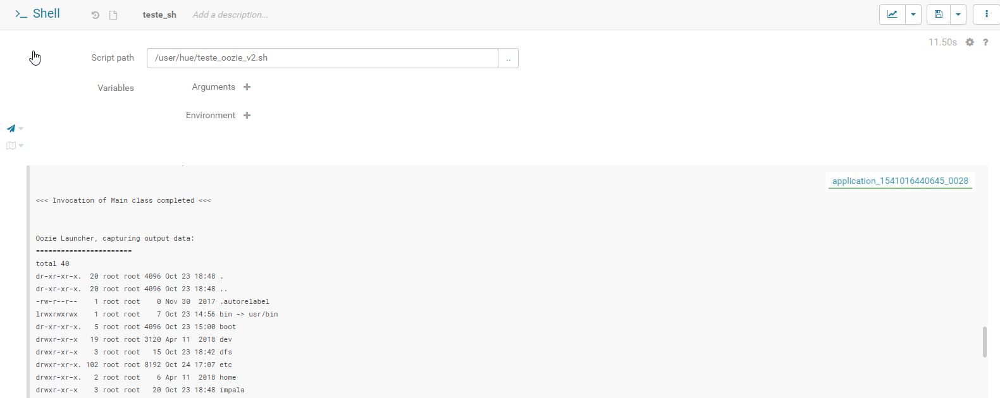 >_ Shell teste_sh Add a description...
11.50s ?
Script path /user/hue/teste_oozie_v2.sh ..
Variables Arguments +
Environment +
application_1541016440645_0028
<<< Invocation of Main class completed <<<
Oozie Launcher, capturing output data:
=======================
total 40
dr-xr-xr-x.  20 root root 4096 Oct 23 18:48 .
dr-xr-xr-x.  20 root root 4096 Oct 23 18:48 ..
-rw-r--r--    1 root root    0 Nov 30  2017 .autorelabel
lrwxrwxrwx    1 root root    7 Oct 23 14:56 bin -> usr/bin
dr-xr-xr-x.   5 root root 4096 Oct 23 15:00 boot
drwxr-xr-x   19 root root 3120 Apr 11  2018 dev
drwxr-xr-x    3 root root   15 Oct 23 18:42 dfs
drwxr-xr-x. 102 root root 8192 Oct 24 17:07 etc
drwxr-xr-x.   2 root root    6 Apr 11  2018 home
drwxr-xr-x    3 root root   20 Oct 23 18:48 impala